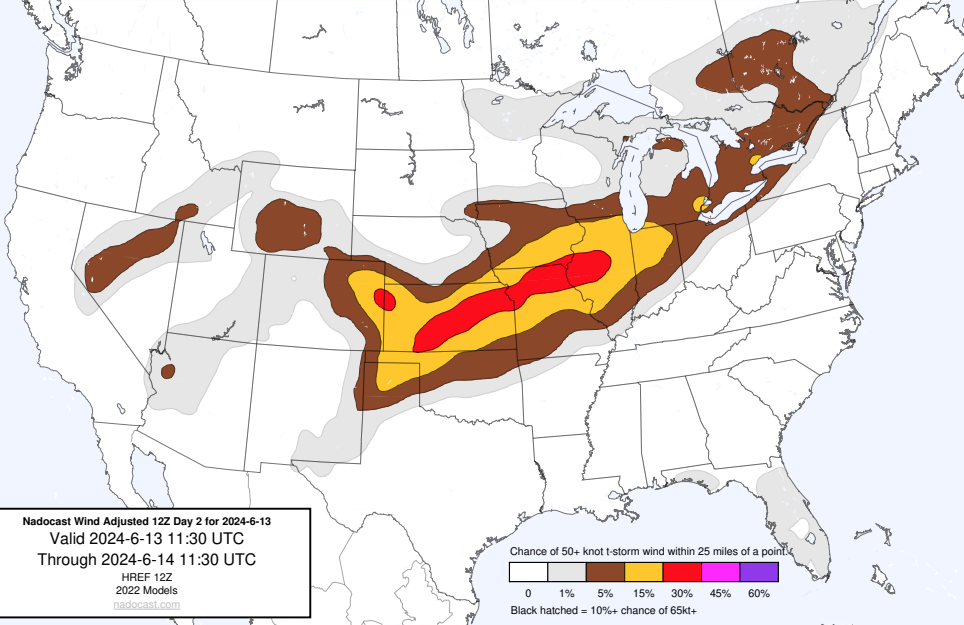 Nadocast Wind Adjusted 12Z Day 2 for 2024-6-13
Valid 2024-6-13 11:30 UTC
Through 2024-6-14 11:30 UTC
HREF 12Z
2022 Models
nadocast.com
Chance of 50+ knot t-storm wind within 25 miles of a point.
0 1% 5% 15% 30% 45% 60%
Black hatched = 10%+ chance of 65kt+